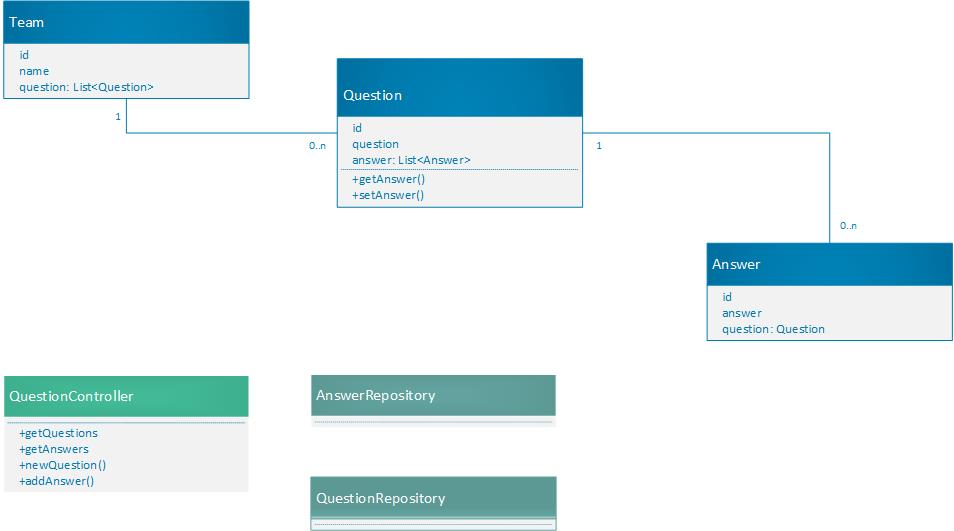 Team
id
name
question: List<Question>
1
0..n
Question
id
question
answer: List<Answer>
+getAnswer()
+setAnswer()
1
0..n
Answer
id
answer
question: Question
QuestionController
+getQuestions
+getAnswers
+newQuestion()
+addAnswer()
AnswerRepository
QuestionRepository